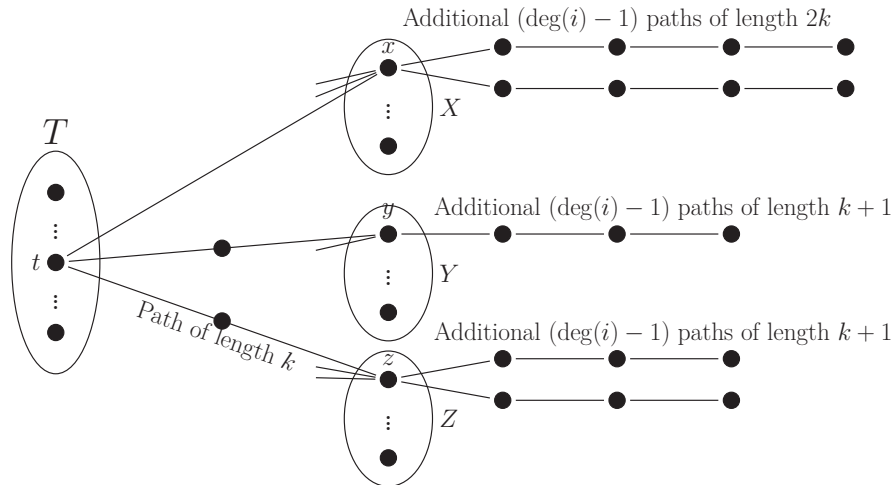 Additional (deg(i) − 1) paths of length 2k
x
X
T
y
Additional (deg(i) − 1) paths of length k + 1
t
Y
Path of length k
Additional (deg(i) − 1) paths of length k + 1
z
Z